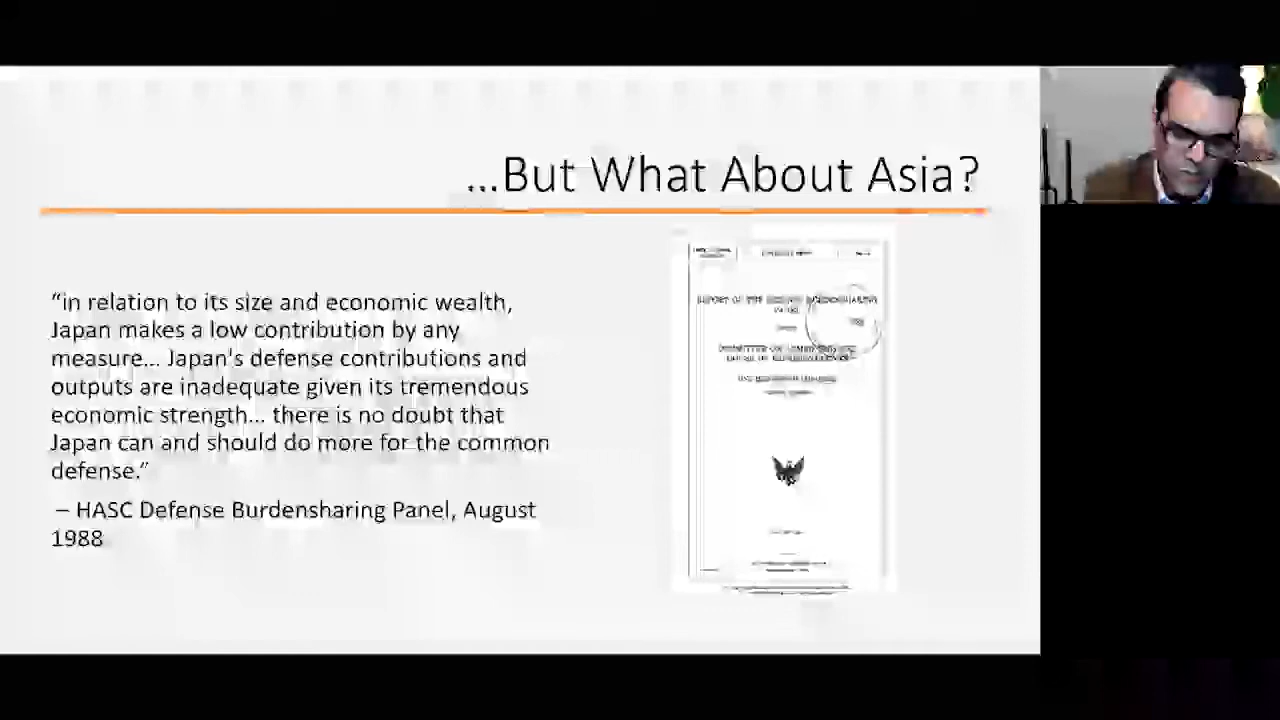 ...But What About Asia?
“in relation to its size and economic wealth,
Japan makes a low contribution by any
measure... Japan's defense contributions and
outputs are inadequate given its tremendous
economic strength... there is no doubt that
Japan can and should do more for the common
defense.”
– HASC Defense Burdensharing Panel, August
1988